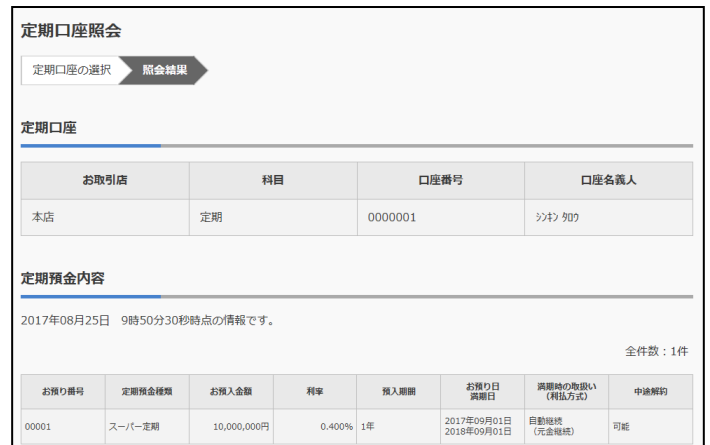 定期口座照会
定期口座の選択 照会結果
定期口座
お取引店 科目 口座番号 口座名義人
本店 定期 0000001 シンキン タロウ
定期預金内容
2017年08月25日 9時50分30秒時点の情報です。
全件数：1件
お預り番号 定期預金種類 お預入金額 利率 預入期間 お預り日 満期時の取扱い 中途解約
満期日 （利払方式）
00001 スーパー定期 10,000,000円 0.400% 1年 2017年09月01日 自動継続 可能
2018年09月01日 （元金継続）